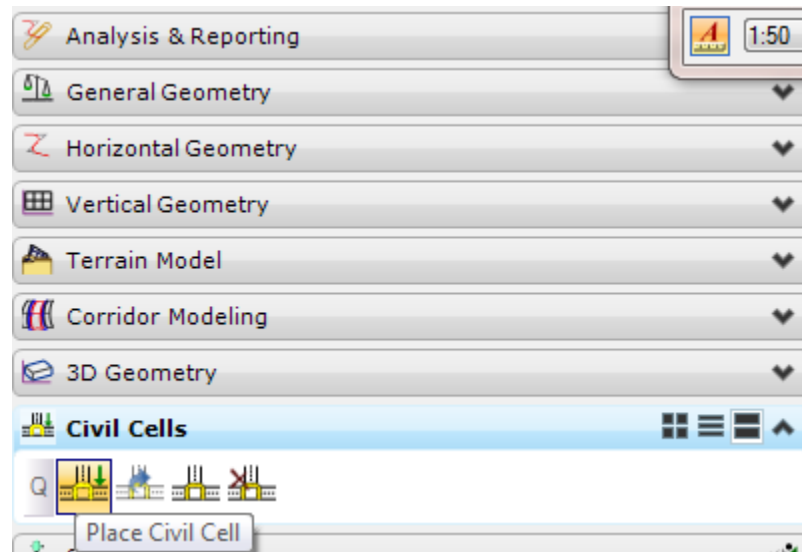 Analysis & Reporting
A 1:50
General Geometry
Horizontal Geometry
Vertical Geometry
Terrain Model
Corridor Modeling
3D Geometry
Civil Cells
Q
Place Civil Cell